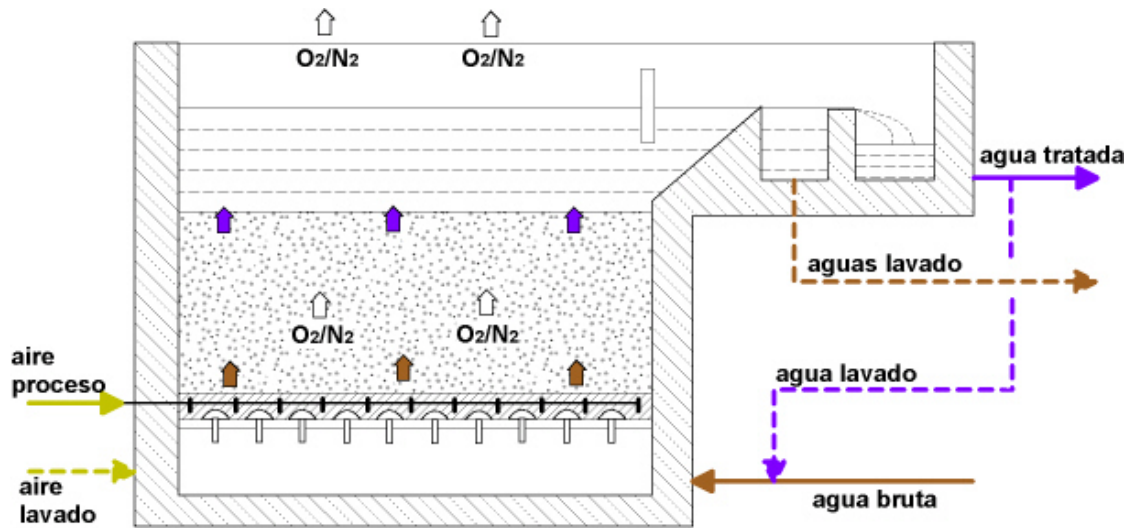 O2/N2
O2/N2
agua tratada
aguas lavado
O2/N2
O2/N2
aire
proceso
agua lavado
aire
lavado
agua bruta